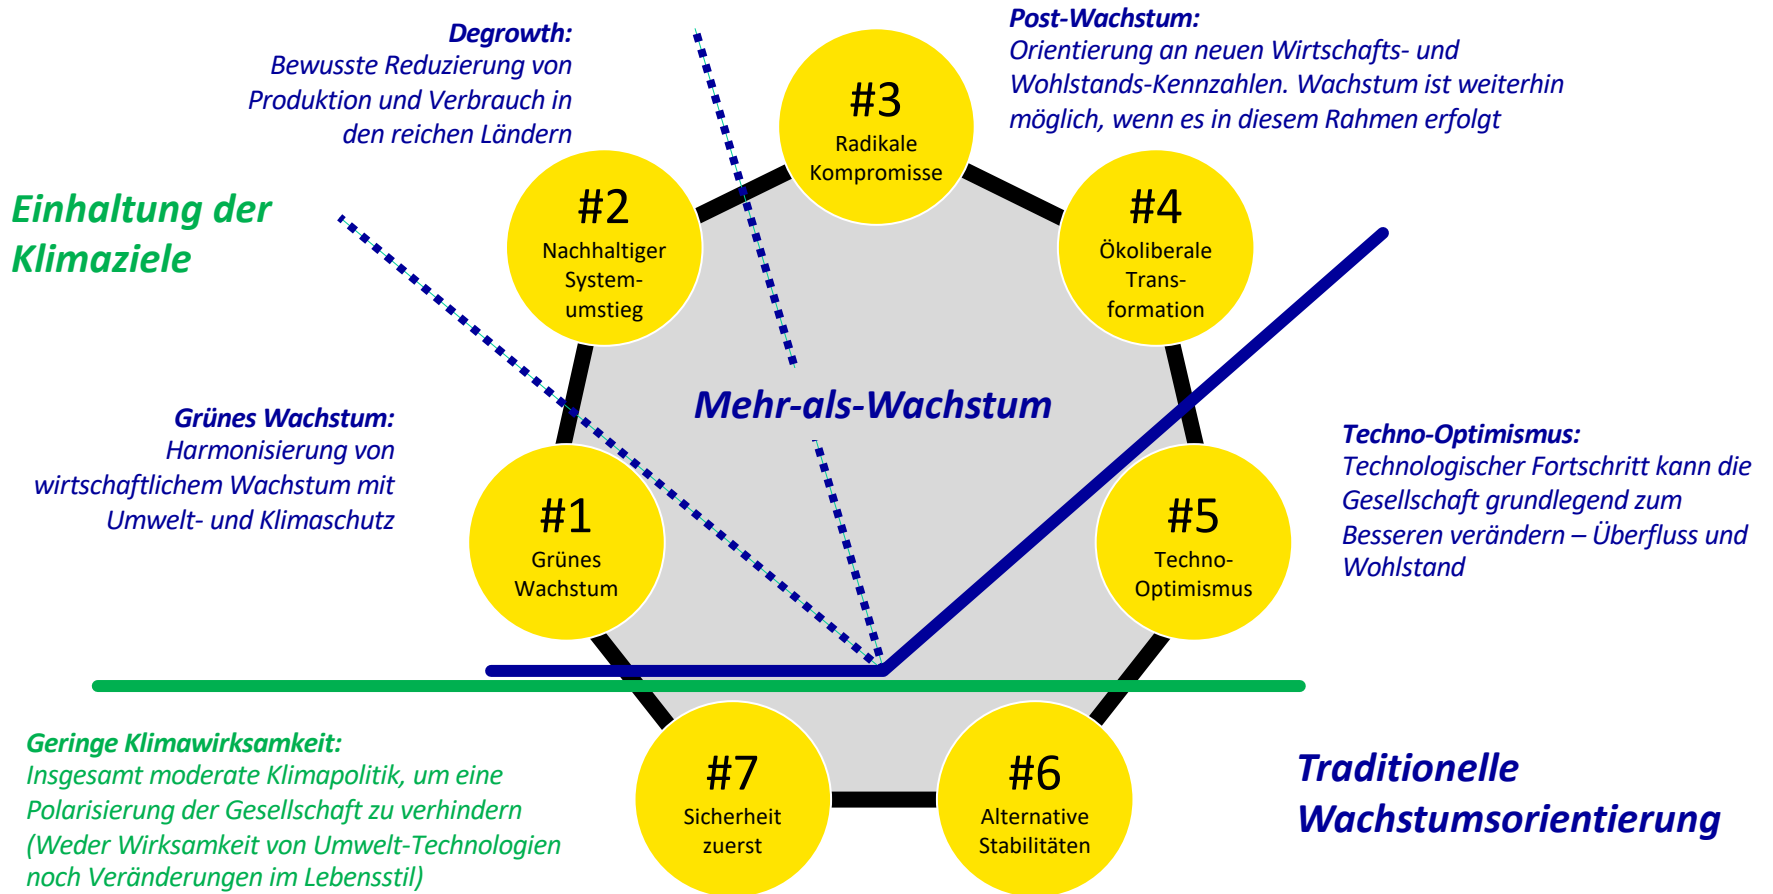 Degrowth:
Bewusste Reduzierung von
Produktion und Verbrauch in
den reichen Ländern
Post-Wachstum:
Orientierung an neuen Wirtschafts- und
Wohlstands-Kennzahlen. Wachstum ist weiterhin
möglich, wenn es in diesem Rahmen erfolgt
#3
Radikale
Kompromisse
Einhaltung der
Klimaziele
#2
Nachhaltiger
System-
umstieg
#4
Ökoliberale
Trans-
formation
Mehr-als-Wachstum
Grünes Wachstum:
Harmonisierung von
wirtschaftlichem Wachstum mit
Umwelt- und Klimaschutz
#1
Grünes
Wachstum
#5
Techno-
Optimismus
Techno-Optimismus:
Technologischer Fortschritt kann die
Gesellschaft grundlegend zum
Besseren verändern – Überfluss und
Wohlstand
Geringe Klimawirksamkeit:
Insgesamt moderate Klimapolitik, um eine
Polarisierung der Gesellschaft zu verhindern
(Weder Wirksamkeit von Umwelt-Technologien
noch Veränderungen im Lebensstil)
#7
Sicherheit
zuerst
#6
Alternative
Stabilitäten
Traditionelle
Wachstumsorientierung